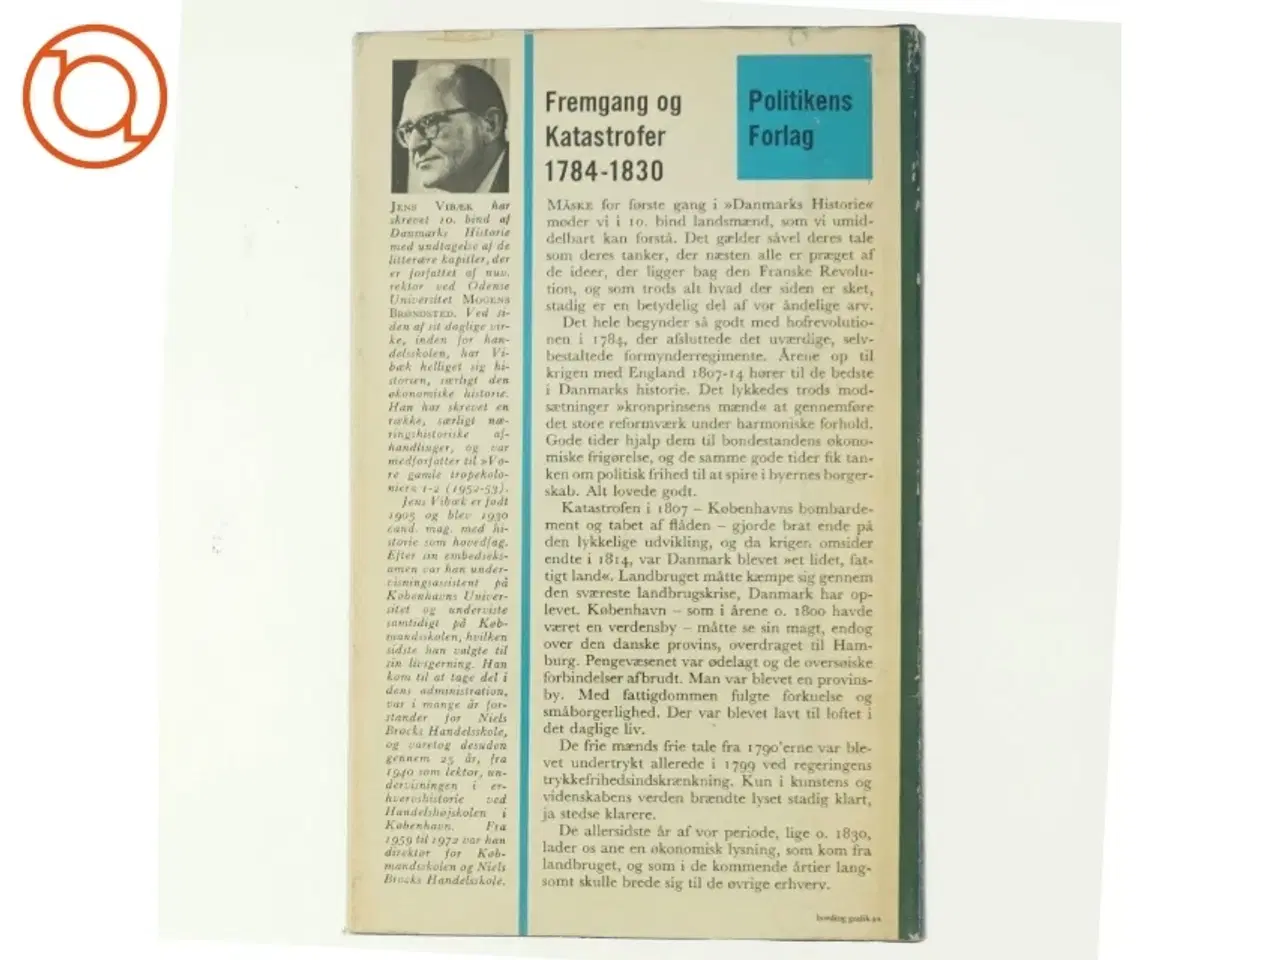 Fremgang og
Katastrofer
1784-1830
Politikens
Forlag
JENS VIBÆK har
skrevet 10. bind af
Danmarks Historie
med undtagelse af de
litterære kapitler, der
er forfattet af nuv.
rektor ved Odense
Universitet MOGENS
BRØNDSTED. Ved si-
den af sit daglige vir-
ke, inden for han-
delsskolen, har Vi-
bæk helliget sig hi-
storien, særligt den
økonomiske historie.
Han har skrevet en
række, særligt næ-
ringshistoriske af-
handlinger, og var
medforfatter til »Vo-
re gamle tropekolo-
nier« 1-2 (1952-53).
Jens Vibæk er født
1905 og blev 1930
cand. mag. med hi-
storie som hovedfag.
Efter sin embedseks-
amen var han under-
visningsassistent på
Københavns Univer-
sitet og underviste
samtidigt på Køb-
mandsskolen, hvilken
sidste han valgte til
sin livsgerning. Han
kom til at tage del i
dens administration,
var i mange år for-
stander for Niels
Brocks Handelsskole,
og varetog desuden
gennem 25 år, fra
1940 som lektor, un-
dervisningen i er-
hvervshistorie ved
Handelshøjskolen i
København. Fra
1959 til 1972 var han
direktør for Køb-
mandsskolen og Niels
Brocks Handelsskole.
MÅSKE for første gang i »Danmarks Historie«
møder vi i 10. bind landsmænd, som vi umid-
delbart kan forstå. Det gælder såvel deres tale
som deres tanker, der næsten alle er præget af
de ideer, der ligger bag den Franske Revolu-
tion, og som trods alt hvad der siden er sket,
stadig er en betydelig del af vor åndelige arv.
Det hele begynder så godt med hofrevolutio-
nen i 1784, der afsluttede det uværdige, selv-
bestaltede formynderregimente. Årene op til
krigen med England 1807-14 hører til de bedste
i Danmarks historie. Det lykkedes trods mod-
sætninger »kronprinsens mænd« at gennemføre
det store reformværk under harmoniske forhold.
Gode tider hjalp dem til bondestandens økono-
miske frigørelse, og de samme gode tider fik tan-
ken om politisk frihed til at spire i byernes borger-
skab. Alt lovede godt.
Katastrofen i 1807 – Københavns bombarde-
ment og tabet af flåden – gjorde brat ende på
den lykkelige udvikling, og da krigen omsider
endte i 1814, var Danmark blevet »et lidet, fat-
tigt land«. Landbruget måtte kæmpe sig gennem
den sværeste landbrugskrise, Danmark har op-
levet. København – som i årene o. 1800 havde
været en verdensby – måtte se sin magt, endog
over den danske provins, overdraget til Ham-
burg. Pengevæsenet var ødelagt og de oversøiske
forbindelser afbrudt. Man var blevet en provins-
by. Med fattigdommen fulgte forkuelse og
småborgerlighed. Der var blevet lavt til loftet i
det daglige liv.
De frie mænds frie tale fra 1790'erne var ble-
vet undertrykt allerede i 1799 ved regeringens
trykkefrihedsindskrænkning. Kun i kunstens og
videnskabens verden brændte lyset stadig klart,
ja stedse klarere.
De allersidste år af vor periode, lige o. 1830,
lader os ane en økonomisk lysning, som kom fra
landbruget, og som i de kommende årtier lang-
somt skulle brede sig til de øvrige erhverv.
bording grafik a/s